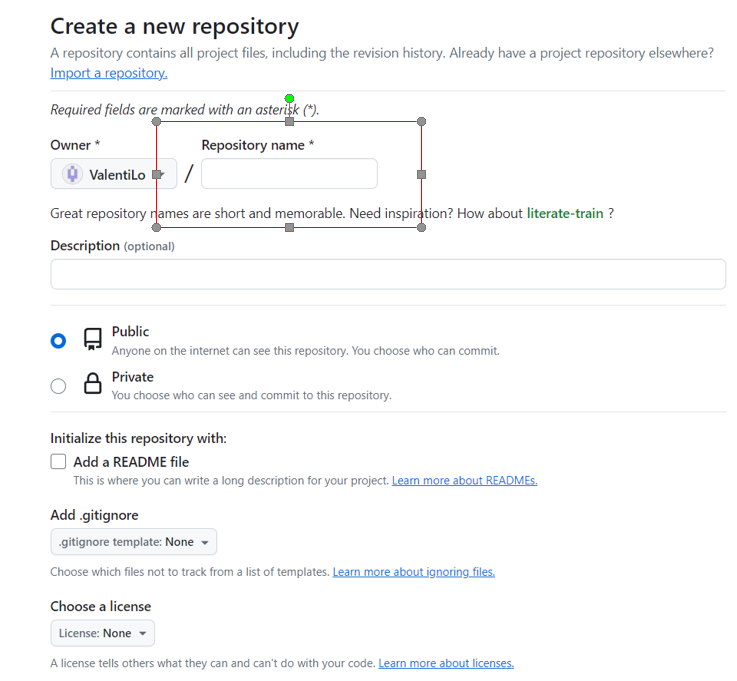 Create a new repository
A repository contains all project files, including the revision history. Already have a project repository elsewhere?
Import a repository.
Required fields are marked with an asterisk (*).
Owner * Repository name *
ValentiLo /
Great repository names are short and memorable. Need inspiration? How about literate-train ?
Description (optional)
Public
Anyone on the internet can see this repository. You choose who can commit.
Private
You choose who can see and commit to this repository.
Initialize this repository with:
Add a README file
This is where you can write a long description for your project. Learn more about READMEs.
Add .gitignore
.gitignore template: None
Choose which files not to track from a list of templates. Learn more about ignoring files.
Choose a license
License: None
A license tells others what they can and can't do with your code. Learn more about licenses.